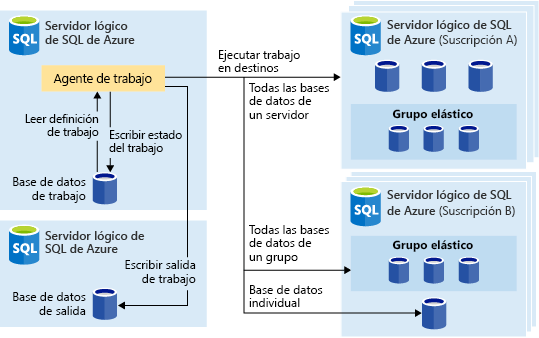 SQL
Servidor lógico
de SQL de Azure
Agente de trabajo
Leer definición
de trabajo
Escribir estado
del trabajo
Base de datos
de trabajo
SQL
Servidor lógico de
SQL de Azure
Escribir salida
de trabajo
Base de datos
de salida
Ejecutar trabajo
en destinos
Todas las bases
de datos de
un servidor
Todas las bases
de datos de
un grupo
Base de datos
individual
SQL
Servidor lógico de SQL
de Azure (Suscripción A)
Grupo elástico
SQL
Servidor lógico de SQL
de Azure (Suscripción B)
Grupo elástico